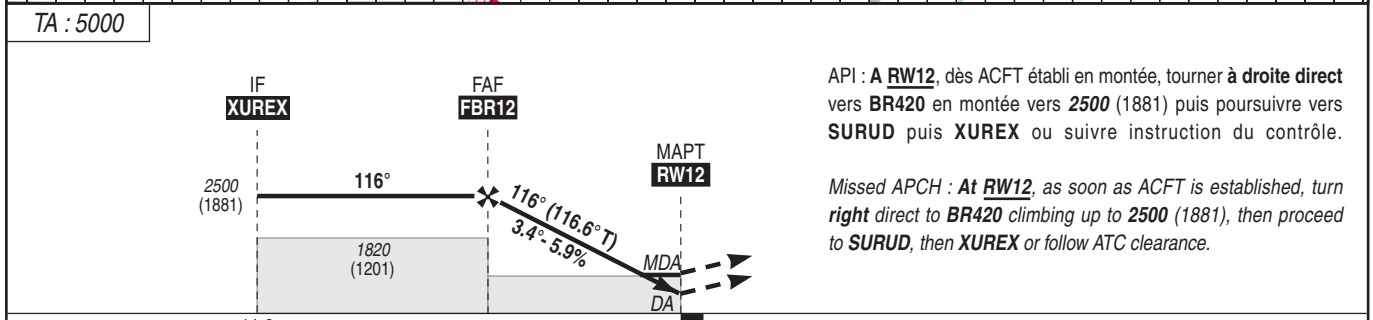 TA : 5000
IF
XUREX
FAF
FBR12
MAPT
RW12
2500
(1881)
116°
116° (116.6° T)
3.4°- 5.9%
1820
(1201)
MDA
DA
API : A RW12, dès ACFT établi en montée, tourner à droite direct
vers BR420 en montée vers 2500 (1881) puis poursuivre vers
SURUD puis XUREX ou suivre instruction du contrôle.
Missed APCH : At RW12, as soon as ACFT is established, turn
right direct to BR420 climbing up to 2500 (1881), then proceed
to SURUD, then XUREX or follow ATC clearance.